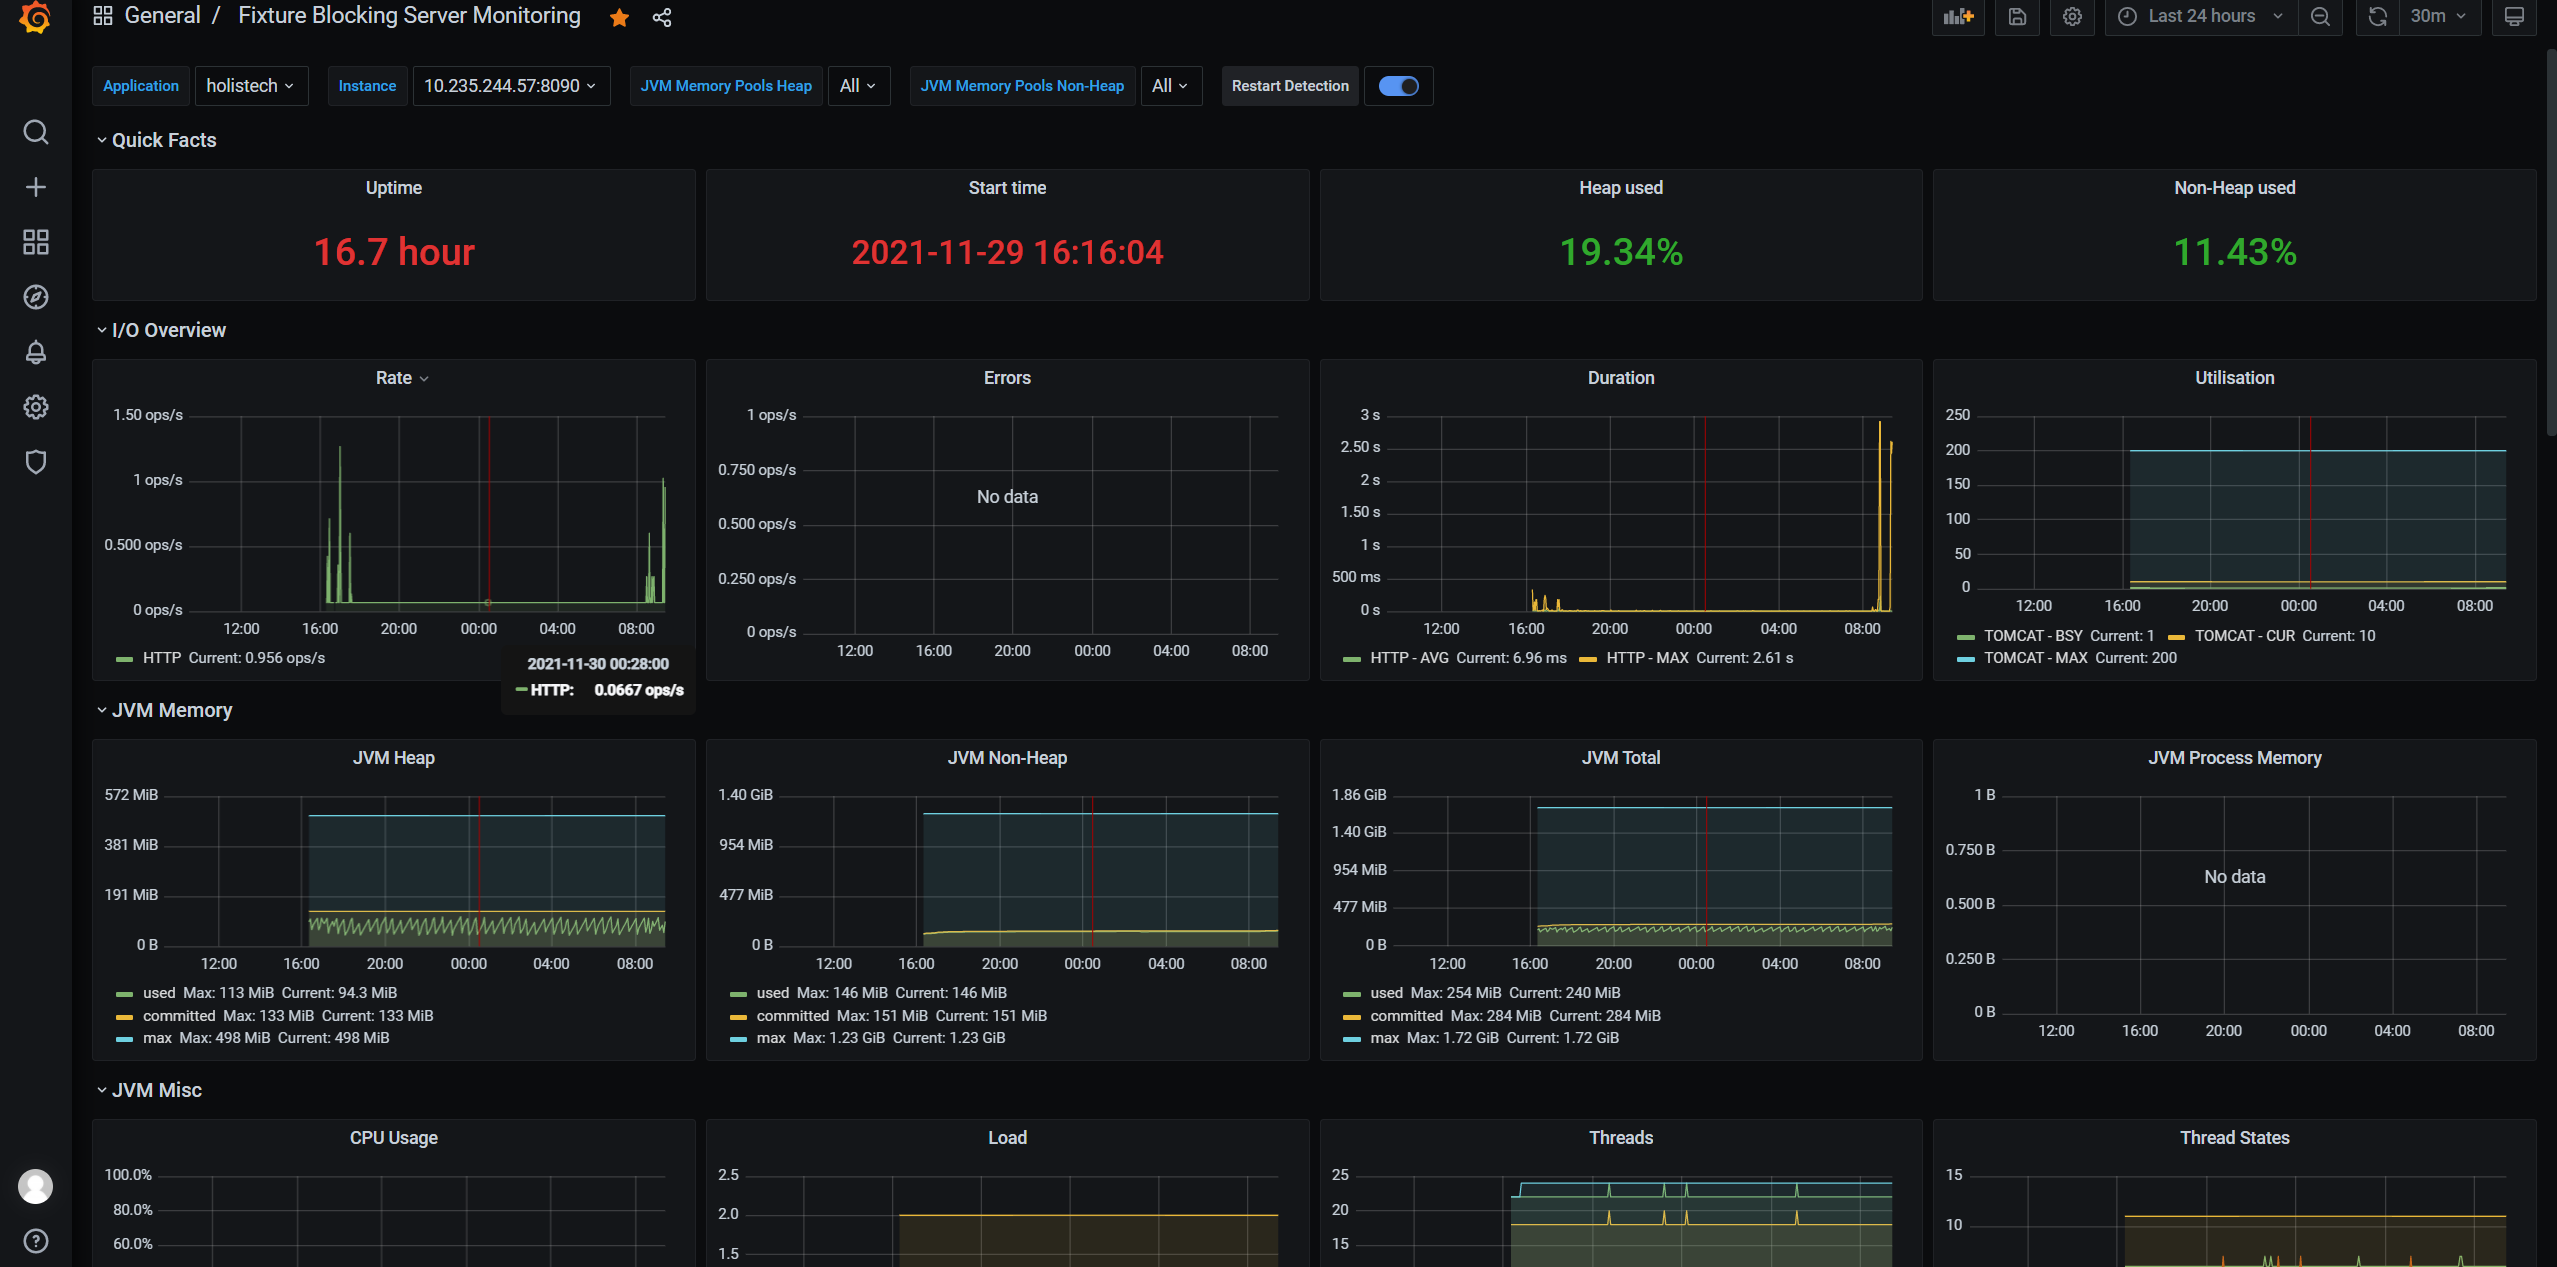 General / Fixture Blocking Server Monitoring
Last 24 hours
30m
Application holistech Instance 10.235.244.57:8090 JVM Memory Pools Heap All JVM Memory Pools Non-Heap All Restart Detection
Quick Facts
Uptime
16.7 hour
Start time
2021-11-29 16:16:04
Heap used
19.34%
Non-Heap used
11.43%
I/O Overview
Rate
1.50 ops/s
1 ops/s
0.500 ops/s
0 ops/s
12:00 16:00 20:00 00:00 04:00 08:00
HTTP Current: 0.956 ops/s
2021-11-30 00:28:00
HTTP: 0.0667 ops/s
Errors
1 ops/s
0.750 ops/s
No data
0.500 ops/s
0.250 ops/s
0 ops/s
12:00 16:00 20:00 00:00 04:00 08:00
Duration
3 s
2.50 s
2 s
1.50 s
1 s
500 ms
0 s
12:00 16:00 20:00 00:00 04:00 08:00
HTTP - AVG Current: 6.96 ms HTTP - MAX Current: 2.61 s
Utilisation
250
200
150
100
50
0
12:00 16:00 20:00 00:00 04:00 08:00
TOMCAT - BSY Current: 1 TOMCAT - CUR Current: 10
TOMCAT - MAX Current: 200
JVM Memory
JVM Heap
572 MiB
381 MiB
191 MiB
0 B
12:00 16:00 20:00 00:00 04:00 08:00
used Max: 113 MiB Current: 94.3 MiB
committed Max: 133 MiB Current: 133 MiB
max Max: 498 MiB Current: 498 MiB
JVM Non-Heap
1.40 GiB
954 MiB
477 MiB
0 B
12:00 16:00 20:00 00:00 04:00 08:00
used Max: 146 MiB Current: 146 MiB
committed Max: 151 MiB Current: 151 MiB
max Max: 1.23 GiB Current: 1.23 GiB
JVM Total
1.86 GiB
1.40 GiB
954 MiB
477 MiB
0 B
12:00 16:00 20:00 00:00 04:00 08:00
used Max: 254 MiB Current: 240 MiB
committed Max: 284 MiB Current: 284 MiB
max Max: 1.72 GiB Current: 1.72 GiB
JVM Process Memory
1 B
0.750 B
No data
0.500 B
0.250 B
0 B
12:00 16:00 20:00 00:00 04:00 08:00
JVM Misc
CPU Usage
100.0%
80.0%
60.0%
Load
2.5
2.0
1.5
Threads
25
20
15
Thread States
15
10